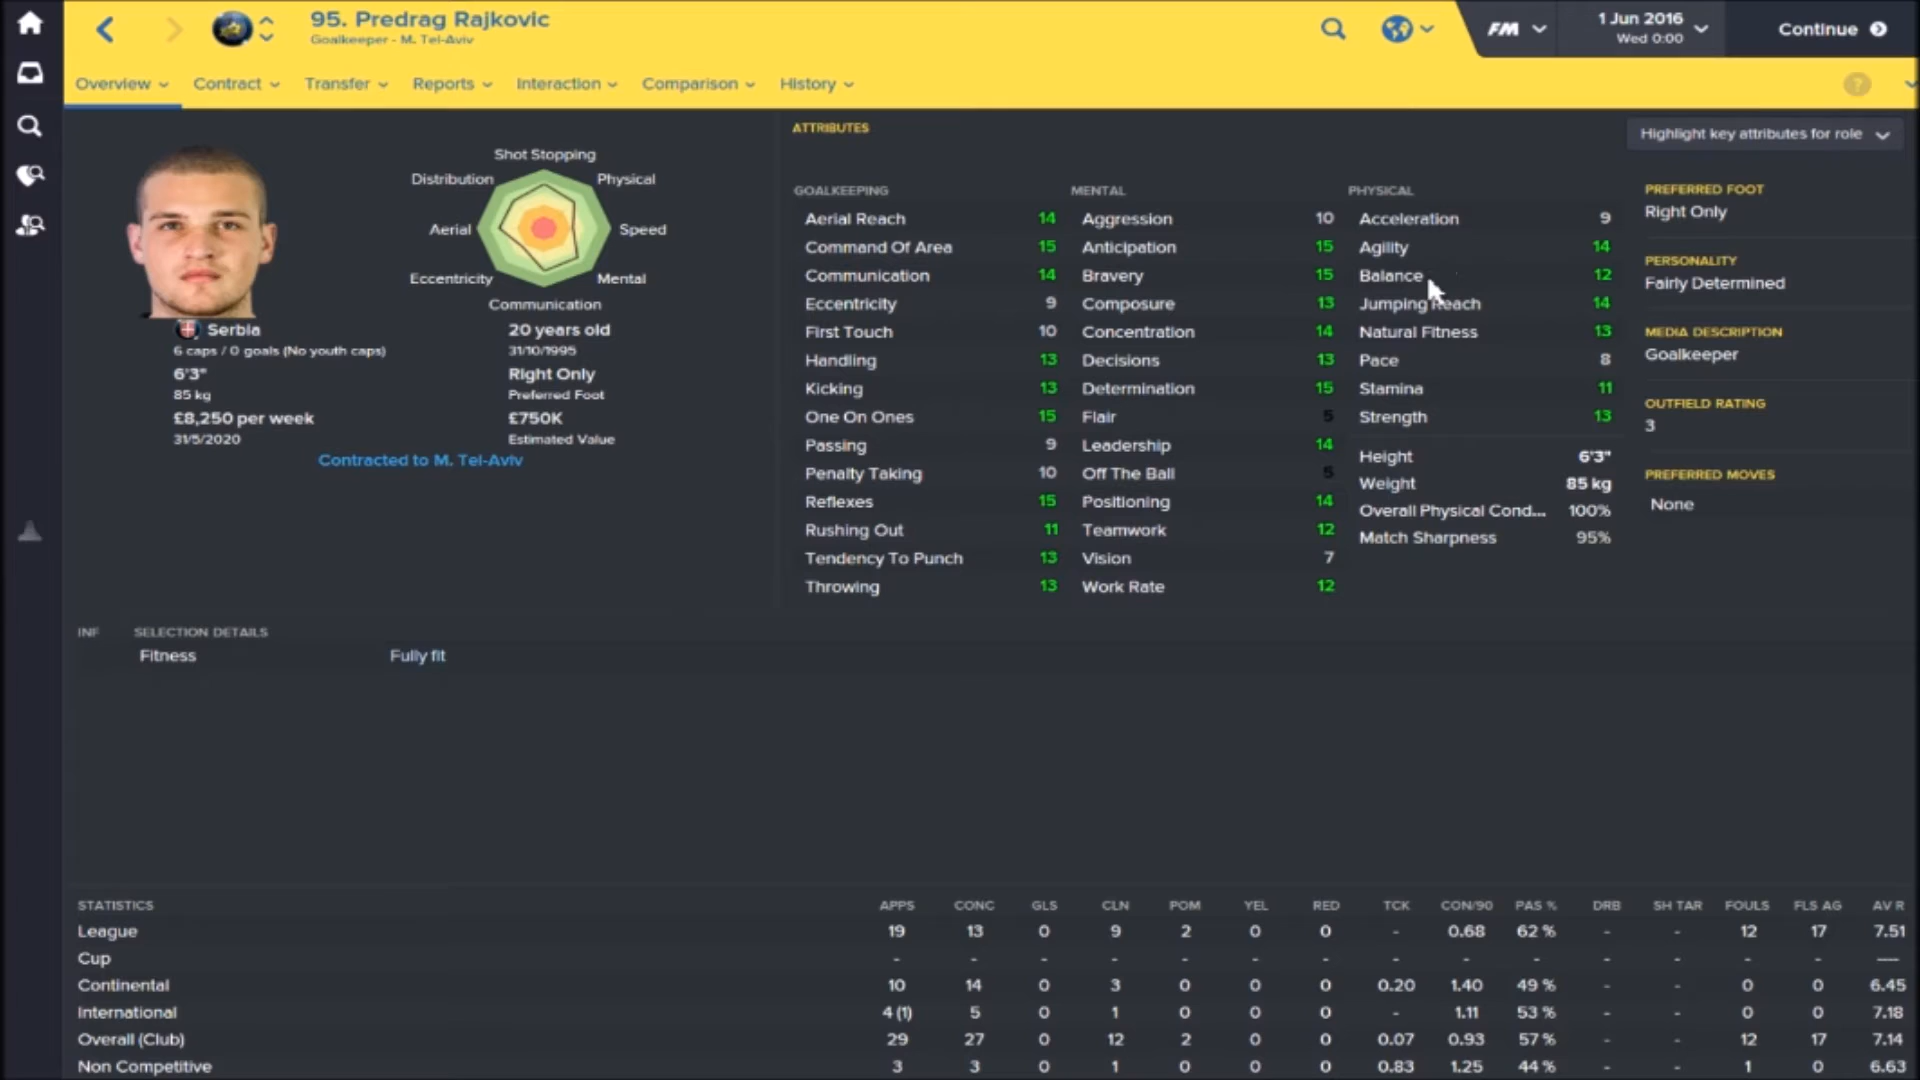 95. Predrag Rajkovic
Goalkeeper - M. Tel-Aviv
FM
1 Jun 2016
Wed 0:00
Continue
Overview Contract Transfer Reports Interaction Comparison History
?
ATTRIBUTES
Highlight key attributes for role
Shot Stopping
Distribution Physical
Aerial Speed
Eccentricity Mental
Communication
Serbia
6 caps / 0 goals (No youth caps)
6'3"
85 kg
£8,250 per week
31/5/2020
20 years old
31/10/1995
Right Only
Preferred Foot
£750K
Estimated Value
Contracted to M. Tel-Aviv
GOALKEEPING
Aerial Reach 14
Command Of Area 15
Communication 14
Eccentricity 9
First Touch 10
Handling 13
Kicking 13
One On Ones 15
Passing 9
Penalty Taking 10
Reflexes 15
Rushing Out 11
Tendency To Punch 13
Throwing 13
MENTAL
Aggression 10
Anticipation 15
Bravery 15
Composure 13
Concentration 14
Decisions 13
Determination 15
Flair 5
Leadership 14
Off The Ball 5
Positioning 14
Teamwork 12
Vision 7
Work Rate 12
PHYSICAL
Acceleration 9
Agility 14
Balance 12
Jumping Reach 14
Natural Fitness 13
Pace 8
Stamina 11
Strength 13
Height 6'3"
Weight 85 kg
Overall Physical Cond... 100%
Match Sharpness 95%
PREFERRED FOOT
Right Only
PERSONALITY
Fairly Determined
MEDIA DESCRIPTION
Goalkeeper
OUTFIELD RATING
3
PREFERRED MOVES
None
INF SELECTION DETAILS
Fitness Fully fit
STATISTICS APPS CONC GLS CLN POM YEL RED TCK CON/90 PAS % DRB SH TAR FOULS FLS AG AV R
League 19 13 0 9 2 0 0 - 0.68 62 % - - 12 17 7.51
Cup - - - - - - - - - - - - - - ---
Continental 10 14 0 3 0 0 0 0.20 1.40 49 % - - 0 0 6.45
International 4 (1) 5 0 1 0 0 0 - 1.11 53 % - - 0 0 7.18
Overall (Club) 29 27 0 12 2 0 0 0.07 0.93 57 % - - 12 17 7.14
Non Competitive 3 3 0 1 0 0 0 0.83 1.25 44 % - - 1 0 6.63